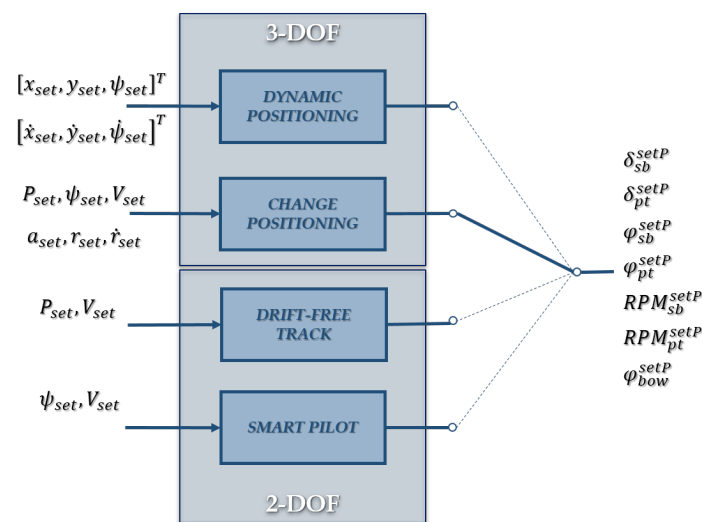 3-DOF
[x_set, y_set, ψ_set]^T
[ẋ_set, ẏ_set, ψ̇_set]^T
DYNAMIC
POSITIONING
P_set, ψ_set, V_set
a_set, r_set, ṙ_set
CHANGE
POSITIONING
P_set, V_set
DRIFT-FREE
TRACK
ψ_set, V_set
SMART PILOT
2-DOF
δ_sb^setP
δ_pt^setP
φ_sb^setP
φ_pt^setP
RPM_sb^setP
RPM_pt^setP
φ_bow^setP